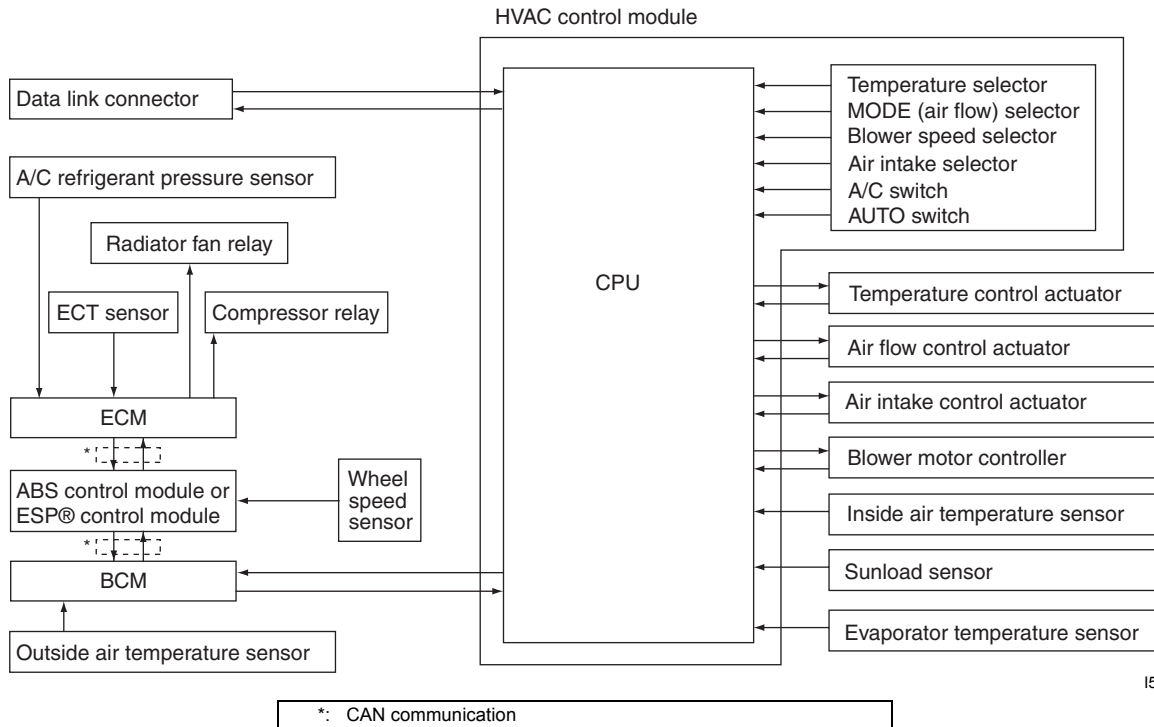 HVAC control module
Data link connector
A/C refrigerant pressure sensor
Radiator fan relay
ECT sensor
Compressor relay
ECM
*
ABS control module or
ESP® control module
Wheel
speed
sensor
*
BCM
Outside air temperature sensor
CPU
Temperature selector
MODE (air flow) selector
Blower speed selector
Air intake selector
A/C switch
AUTO switch
Temperature control actuator
Air flow control actuator
Air intake control actuator
Blower motor controller
Inside air temperature sensor
Sunload sensor
Evaporator temperature sensor
*: CAN communication